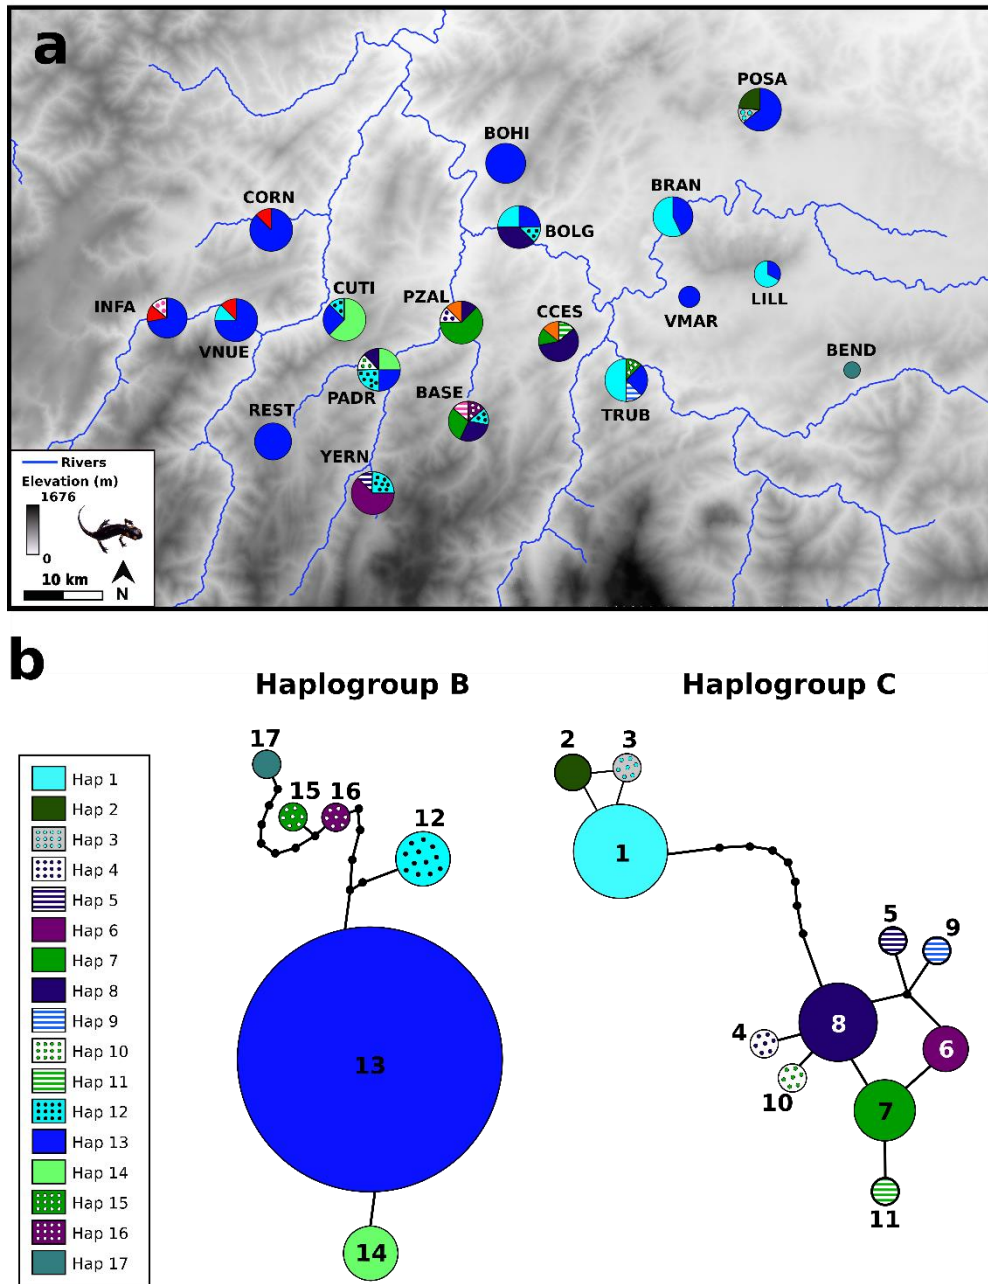 a
POSA
BOHI
BRAN
CORN
BOLG
LILL
INFA
CUTI
PZAL
CCES
VMAR
VNUE
BEND
PADR
BASE
TRUB
REST
YERN
Rivers
Elevation (m)
1676
0
10 km
N
b
Haplogroup B
Haplogroup C
17
2
3
15
16
12
1
5
9
8
4
6
13
10
7
11
14
Hap 1
Hap 2
Hap 3
Hap 4
Hap 5
Hap 6
Hap 7
Hap 8
Hap 9
Hap 10
Hap 11
Hap 12
Hap 13
Hap 14
Hap 15
Hap 16
Hap 17